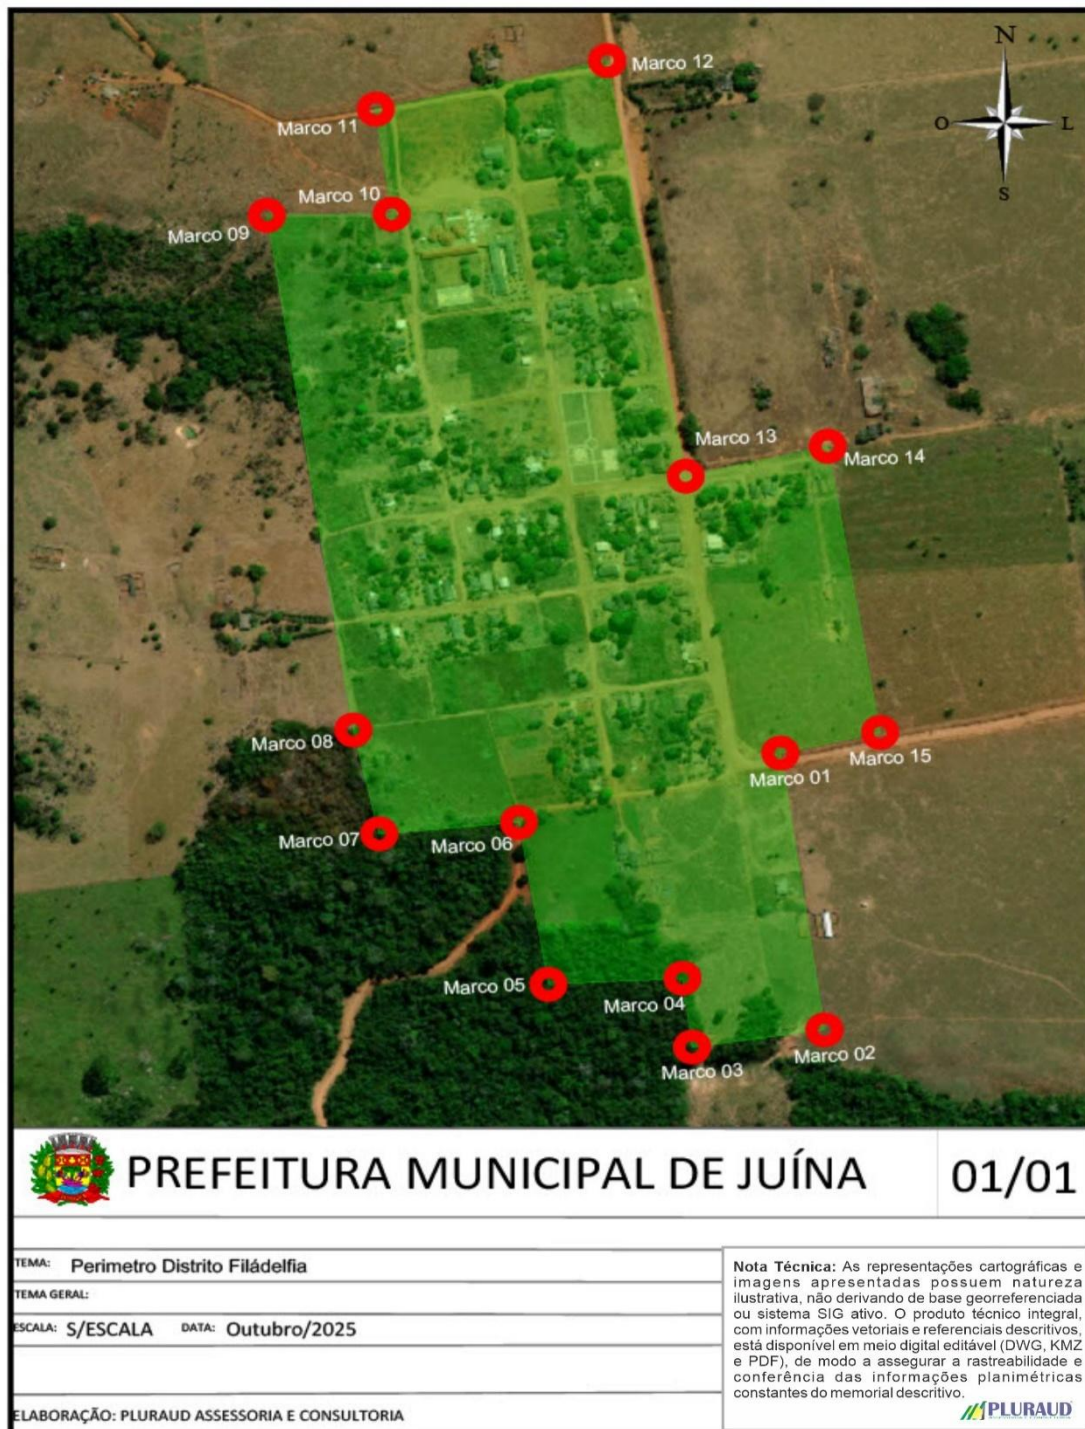 N
Marco 12
O
L
Marco 11
S
Marco 10
Marco 09
Marco 13
Marco 14
Marco 08
Marco 15
Marco 01
Marco 07
Marco 06
Marco 05
Marco 04
Marco 02
Marco 03
PREFEITURA MUNICIPAL DE JUÍNA
01/01
TEMA: Perimetro Distrito Filádelfia
TEMA GERAL:
ESCALA: S/ESCALA DATA: Outubro/2025
ELABORAÇÃO: PLURAUD ASSESSORIA E CONSULTORIA
Nota Técnica: As representações cartográficas e
imagens apresentadas possuem natureza
ilustrativa, não derivando de base georreferenciada
ou sistema SIG ativo. O produto técnico integral,
com informações vetoriais e referenciais descritivos,
está disponível em meio digital editável (DWG, KMZ
e PDF), de modo a assegurar a rastreabilidade e
conferência das informações planimétricas
constantes do memorial descritivo.
PLURAUD